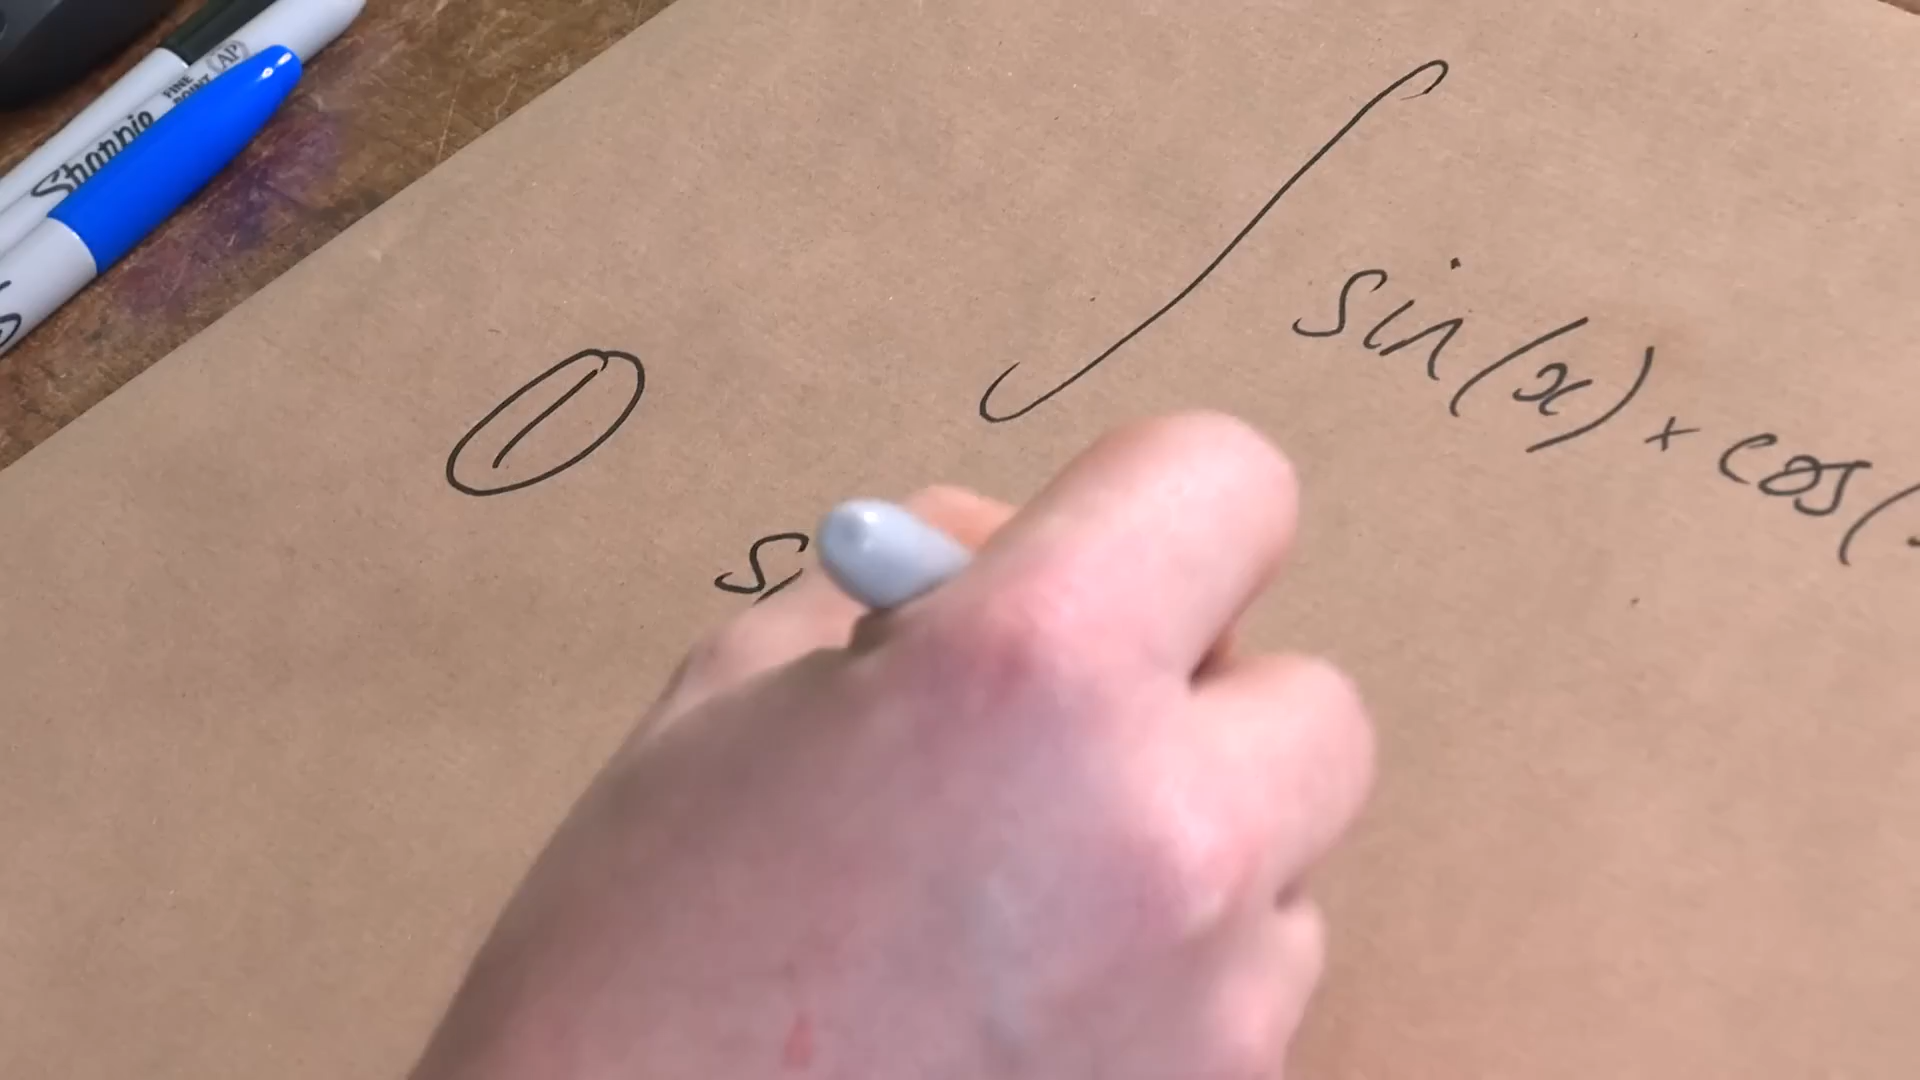 Sharpie
FINE POINT AP
①
∫ sin(x) × cos(
s